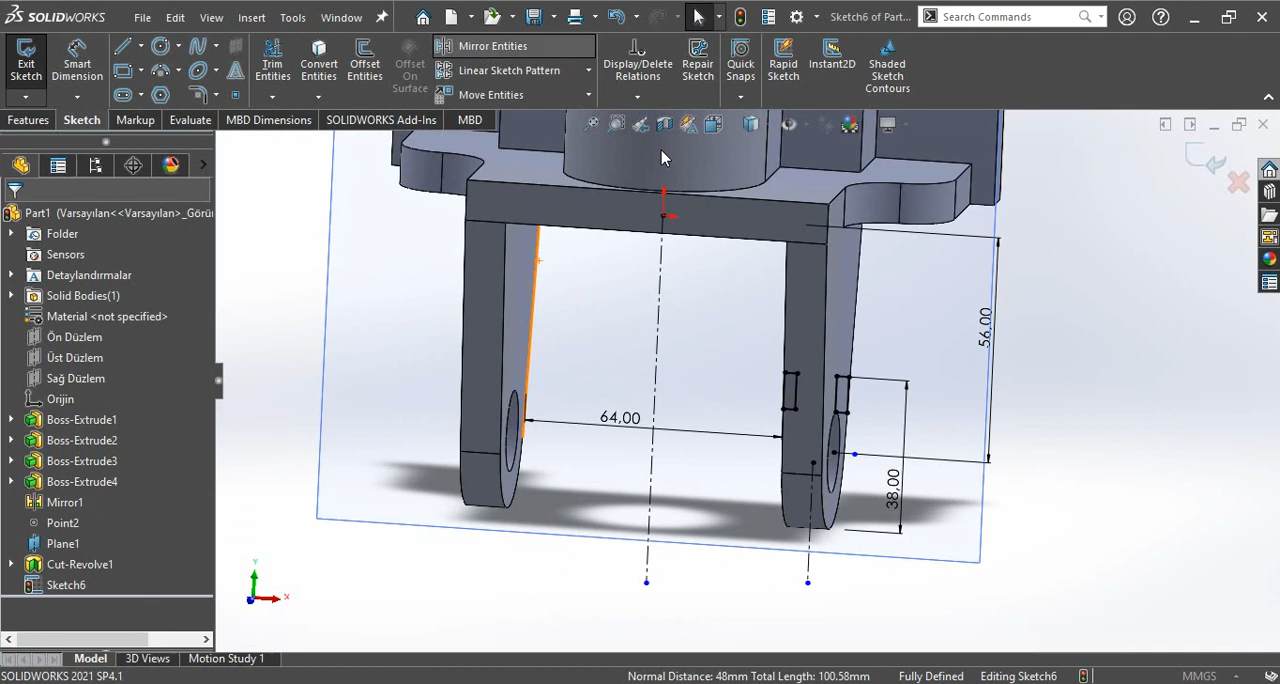 SOLIDWORKS File Edit View Insert Tools Window Sketch6 of Part... Search Commands
Exit Sketch
Smart Dimension
Trim Entities
Convert Entities
Offset Entities
Offset On Surface
Mirror Entities
Linear Sketch Pattern
Move Entities
Display/Delete Relations
Repair Sketch
Quick Snaps
Rapid Sketch
Instant2D
Shaded Sketch Contours
Features Sketch Markup Evaluate MBD Dimensions SOLIDWORKS Add-Ins MBD
Part1 (Varsayılan<<Varsayılan>_Görüı
Folder
Sensors
Detaylandırmalar
Solid Bodies(1)
Material <not specified>
Ön Düzlem
Üst Düzlem
Sağ Düzlem
Orijin
Boss-Extrude1
Boss-Extrude2
Boss-Extrude3
Boss-Extrude4
Mirror1
Point2
Plane1
Cut-Revolve1
Sketch6
56,00
64,00
38,00
Y
X
Model 3D Views Motion Study 1
SOLIDWORKS 2021 SP4.1 Normal Distance: 48mm Total Length: 100.58mm Fully Defined Editing Sketch6 MMGS